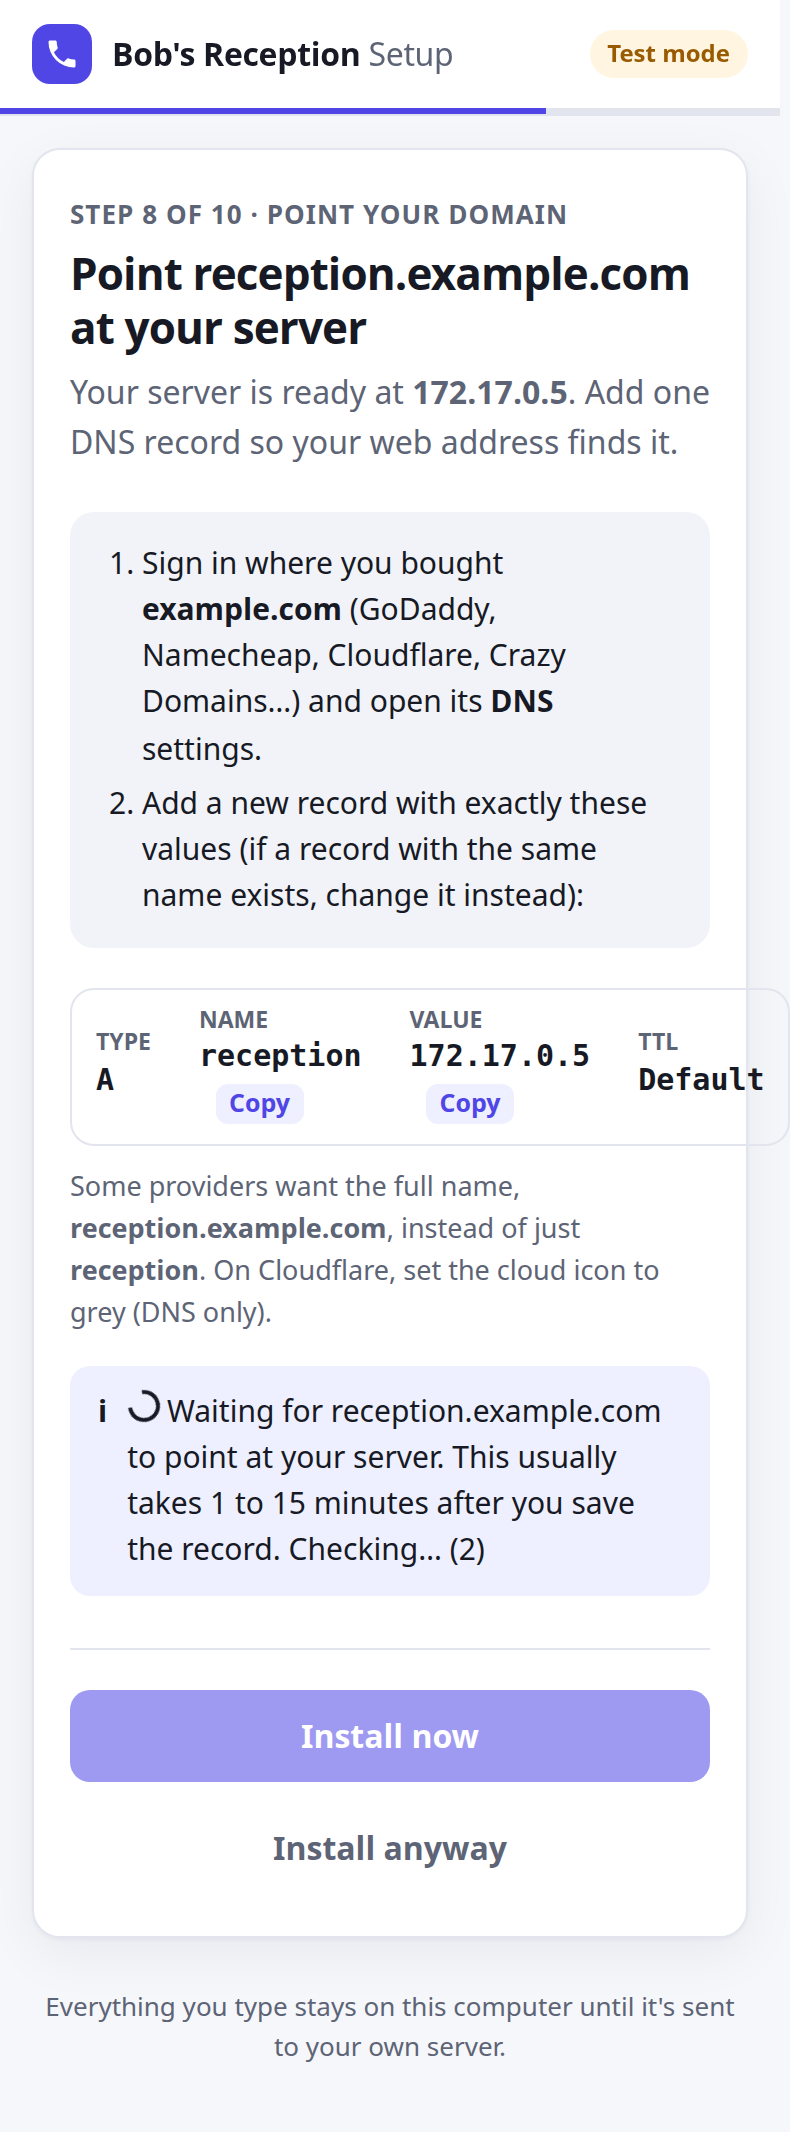 Bob's Reception Setup
Test mode
STEP 8 OF 10 · POINT YOUR DOMAIN
Point reception.example.com
at your server
Your server is ready at 172.17.0.5. Add one
DNS record so your web address finds it.
1. Sign in where you bought
example.com (GoDaddy,
Namecheap, Cloudflare, Crazy
Domains...) and open its DNS
settings.
2. Add a new record with exactly these
values (if a record with the same
name exists, change it instead):
TYPE
A
NAME
reception
Copy
VALUE
172.17.0.5
Copy
TTL
Default
Some providers want the full name,
reception.example.com, instead of just
reception. On Cloudflare, set the cloud icon to
grey (DNS only).
i Waiting for reception.example.com
to point at your server. This usually
takes 1 to 15 minutes after you save
the record. Checking... (2)
Install now
Install anyway
Everything you type stays on this computer until it's sent
to your own server.